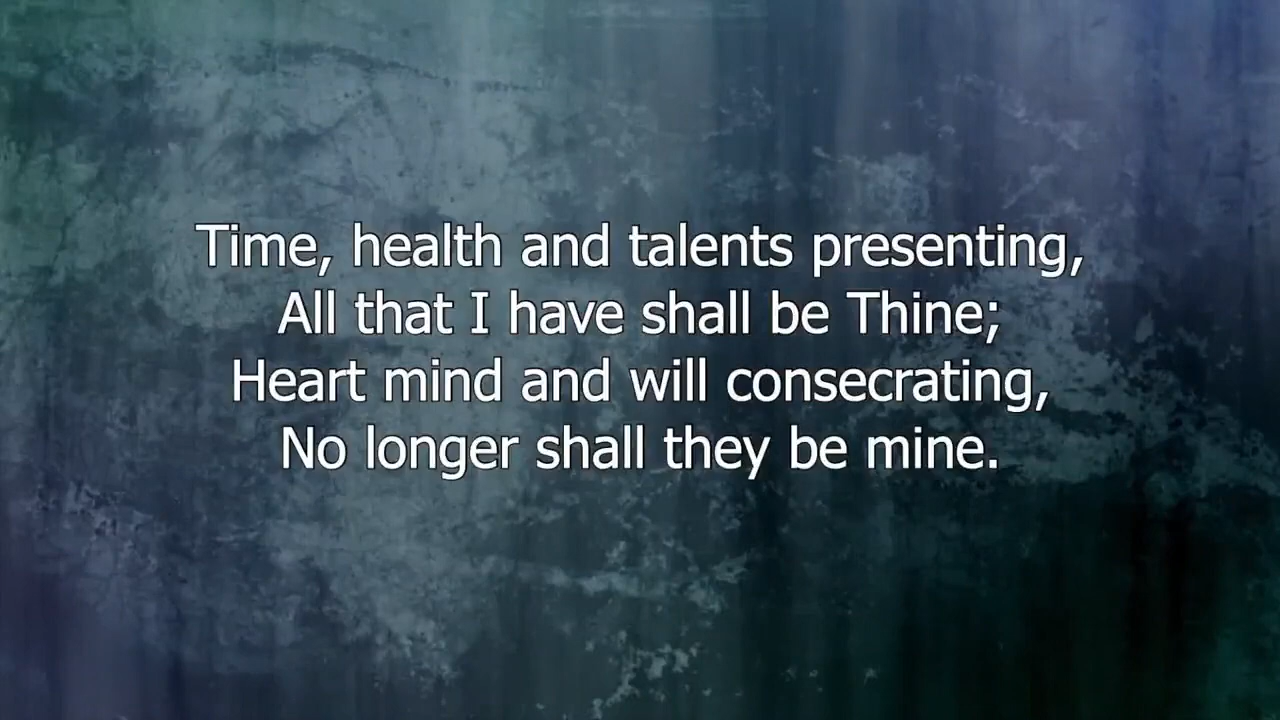 Time, health and talents presenting,
All that I have shall be Thine;
Heart mind and will consecrating,
No longer shall they be mine.